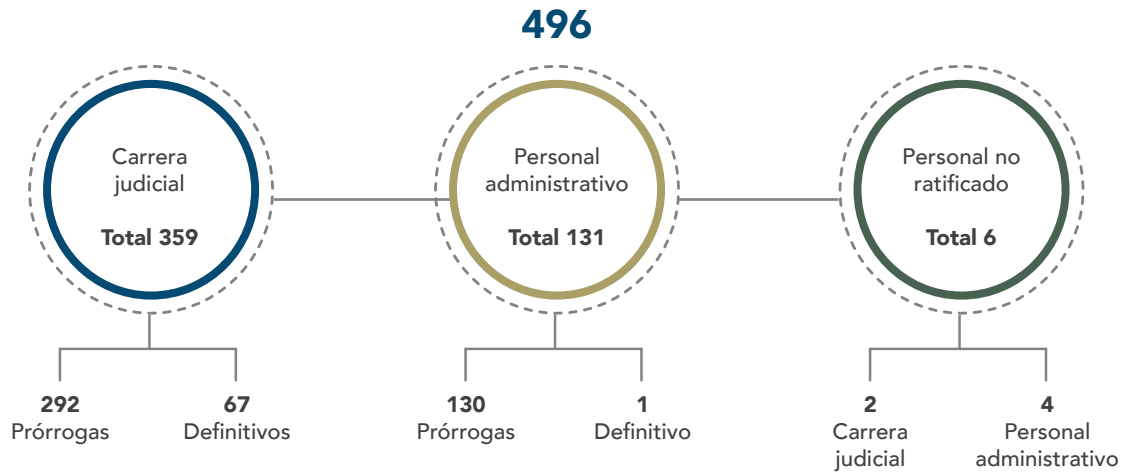 496
Carrera
judicial
Total 359
Personal
administrativo
Total 131
Personal no
ratificado
Total 6
292
Prórrogas
67
Definitivos
130
Prórrogas
1
Definitivo
2
Carrera
judicial
4
Personal
administrativo